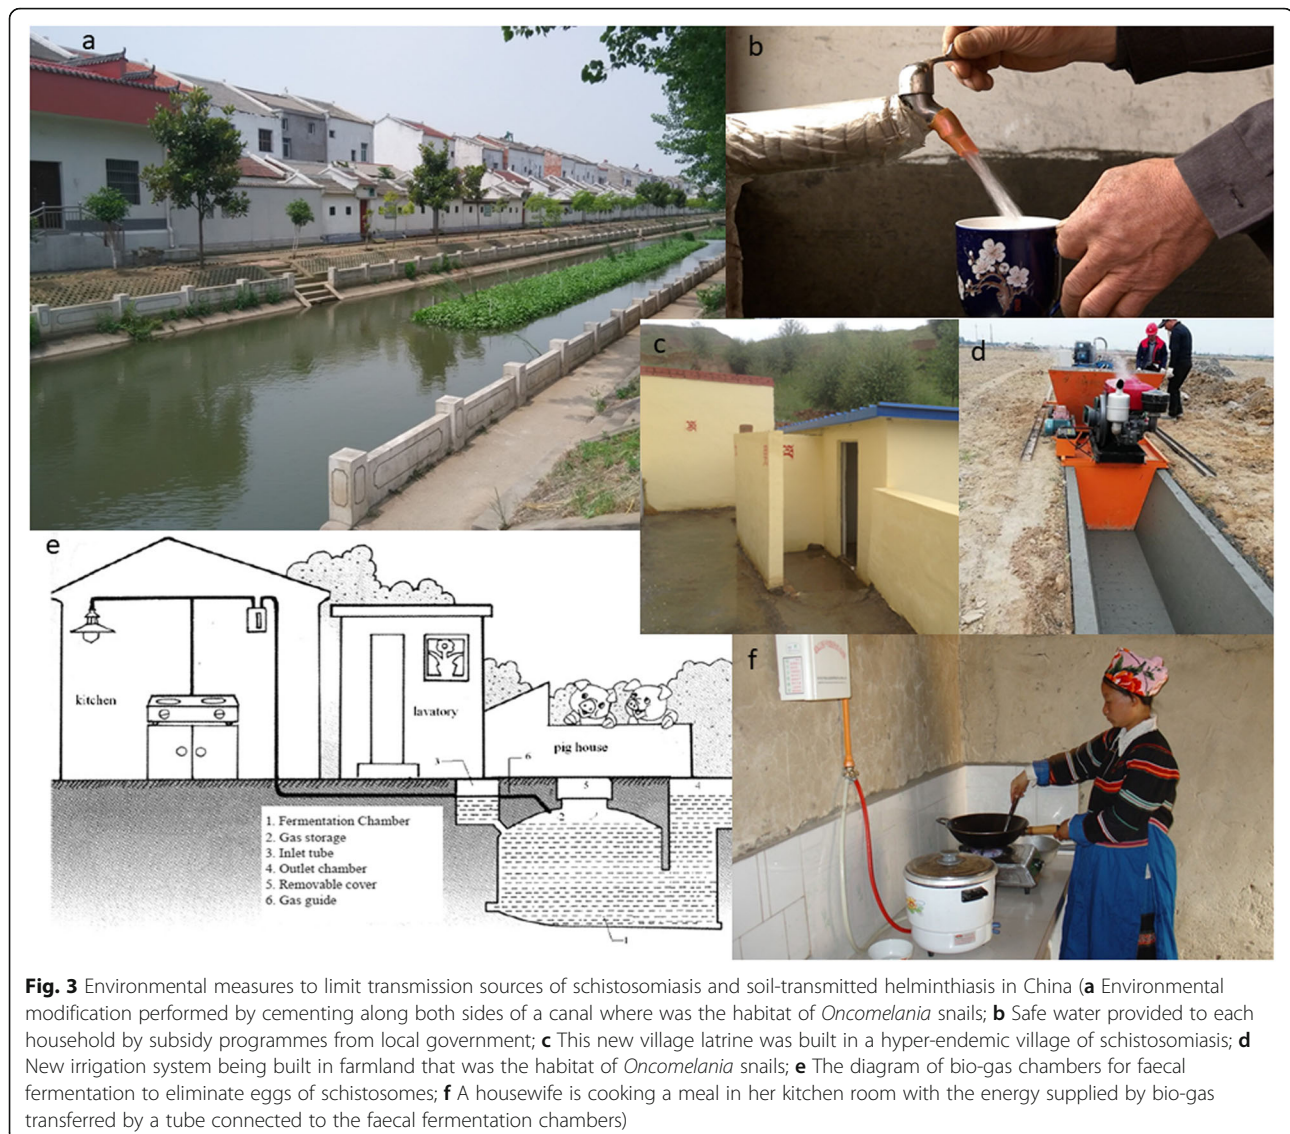 a
b
c
d
e
kitchen
lavatory
pig house
3
6
5
4
2
1
1. Fermentation Chamber
2. Gas storage
3. Inlet tube
4. Outlet chamber
5. Removable cover
6. Gas guide
f
Fig. 3 Environmental measures to limit transmission sources of schistosomiasis and soil-transmitted helminthiasis in China (a Environmental
modification performed by cementing along both sides of a canal where was the habitat of Oncomelania snails; b Safe water provided to each
household by subsidy programmes from local government; c This new village latrine was built in a hyper-endemic village of schistosomiasis; d
New irrigation system being built in farmland that was the habitat of Oncomelania snails; e The diagram of bio-gas chambers for faecal
fermentation to eliminate eggs of schistosomes; f A housewife is cooking a meal in her kitchen room with the energy supplied by bio-gas
transferred by a tube connected to the faecal fermentation chambers)